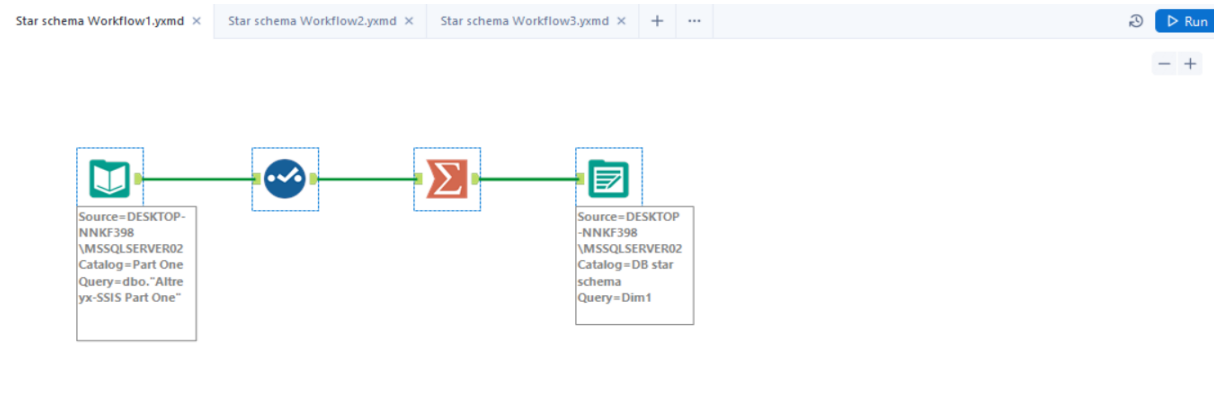 Star schema Workflow1.yxmd × Star schema Workflow2.yxmd × Star schema Workflow3.yxmd × + ··· Run
− +
Source=DESKTOP-
NNKF398
\MSSQLSERVER02
Catalog=Part One
Query=dbo."Altre
yx-SSIS Part One"
Source=DESKTOP
-NNKF398
\MSSQLSERVER02
Catalog=DB star
schema
Query=Dim1